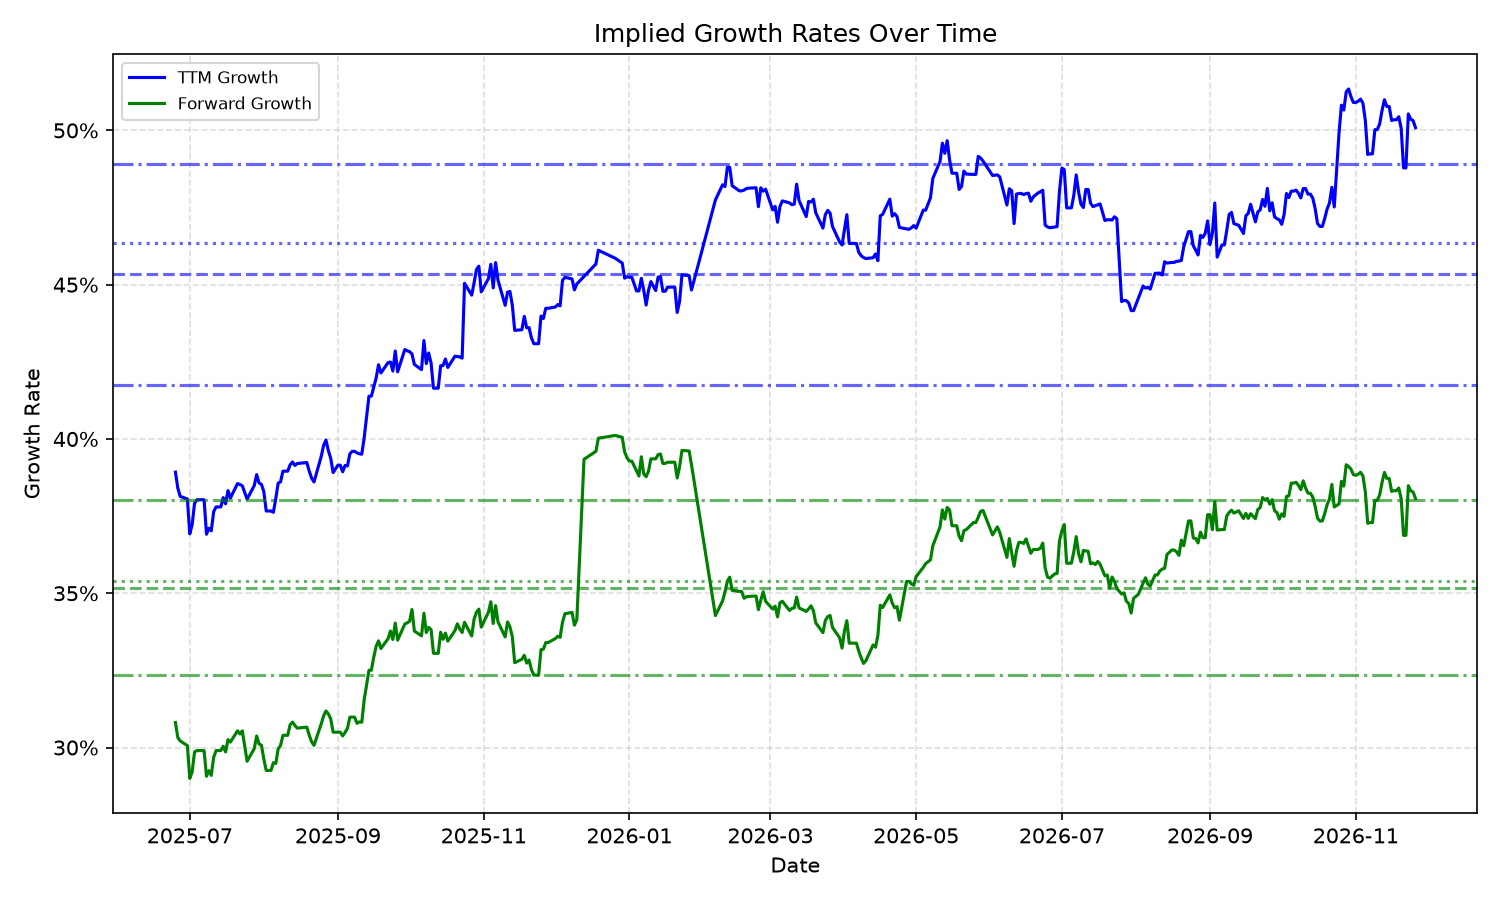 Implied Growth Rates Over Time
TTM Growth
Forward Growth
50%
45%
40%
35%
30%
Growth Rate
2025-07
2025-09
2025-11
2026-01
2026-03
2026-05
2026-07
2026-09
2026-11
Date